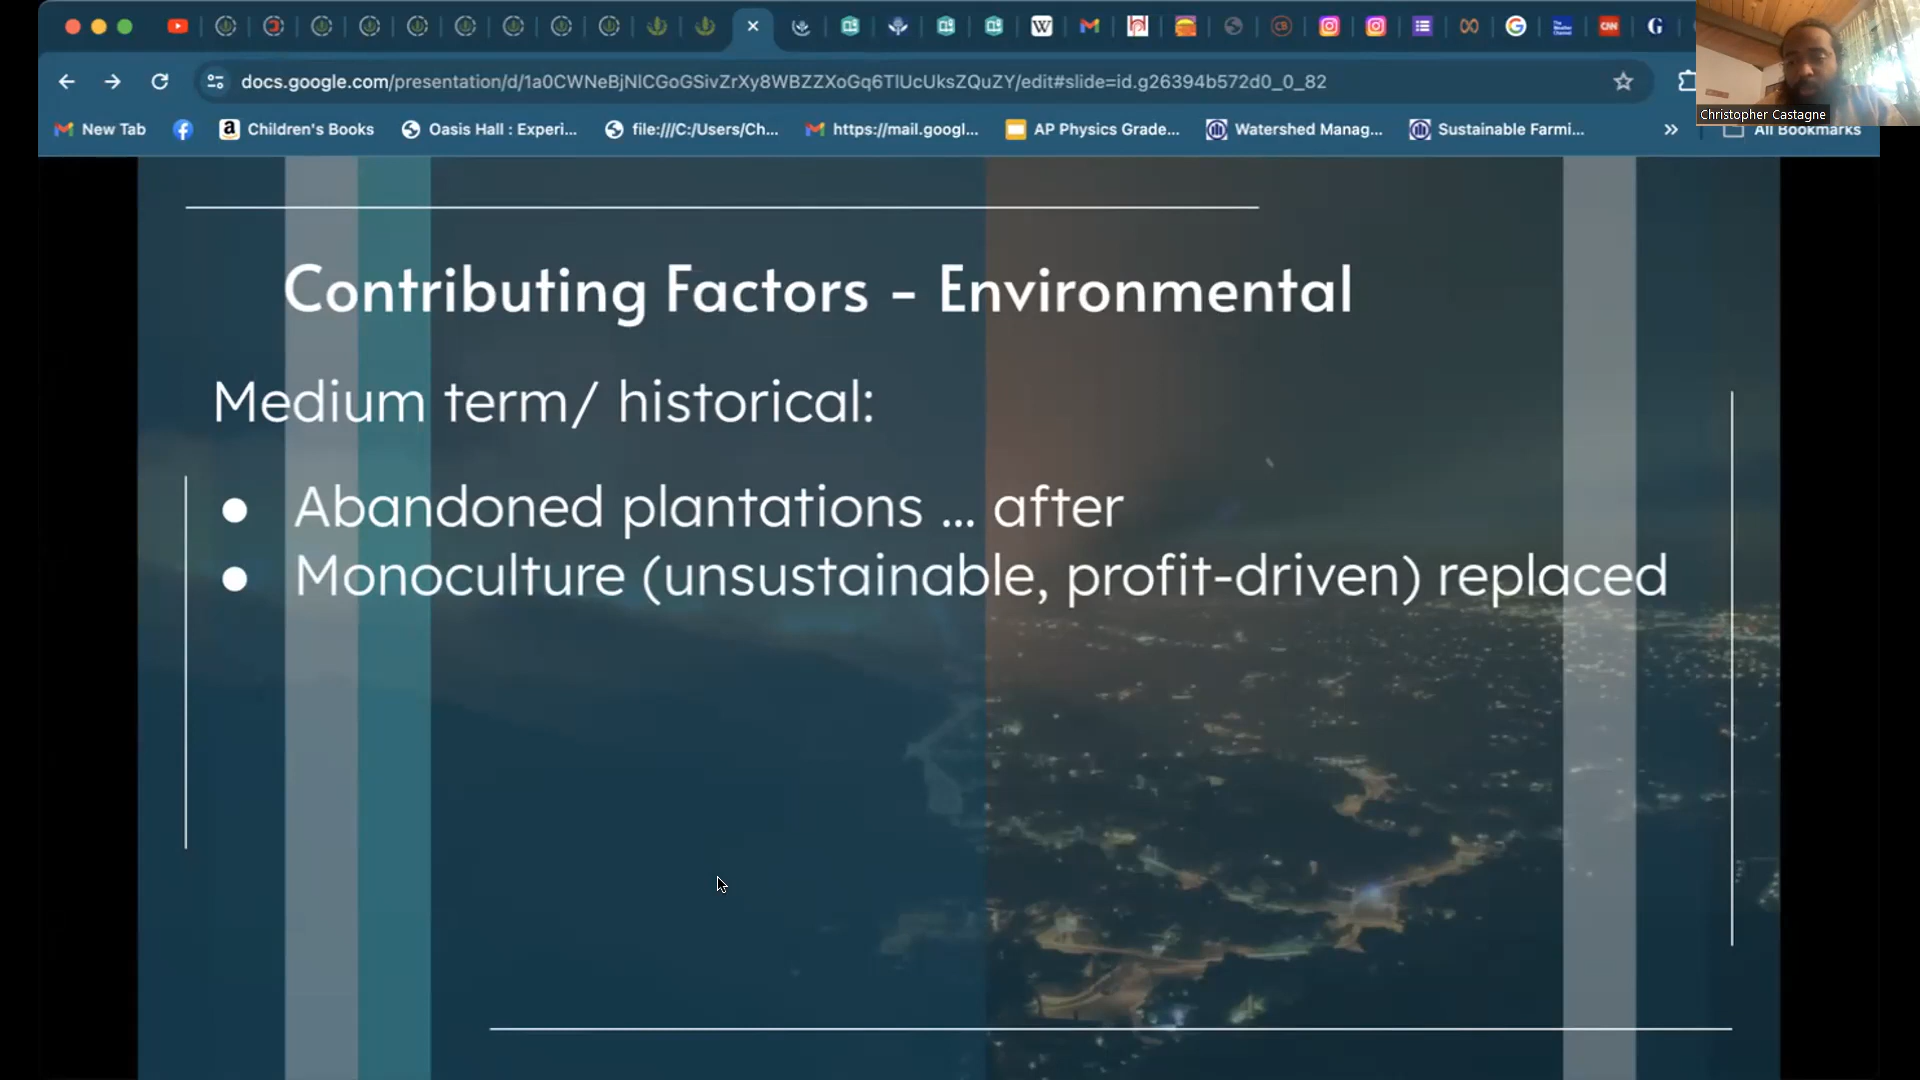 docs.google.com/presentation/d/1a0CWNeBjNlCGoGSivZrXy8WBZZXoGq6TlUcUksZQuZY/edit#slide=id.g26394b572d0_0_82
New Tab
Children's Books
Oasis Hall : Experi...
file:///C:/Users/Ch...
https://mail.googl...
AP Physics Grade...
Watershed Manag...
Sustainable Farmi...
All Bookmarks
Christopher Castagne
Contributing Factors - Environmental
Medium term/ historical:
● Abandoned plantations ... after
● Monoculture (unsustainable, profit-driven) replaced